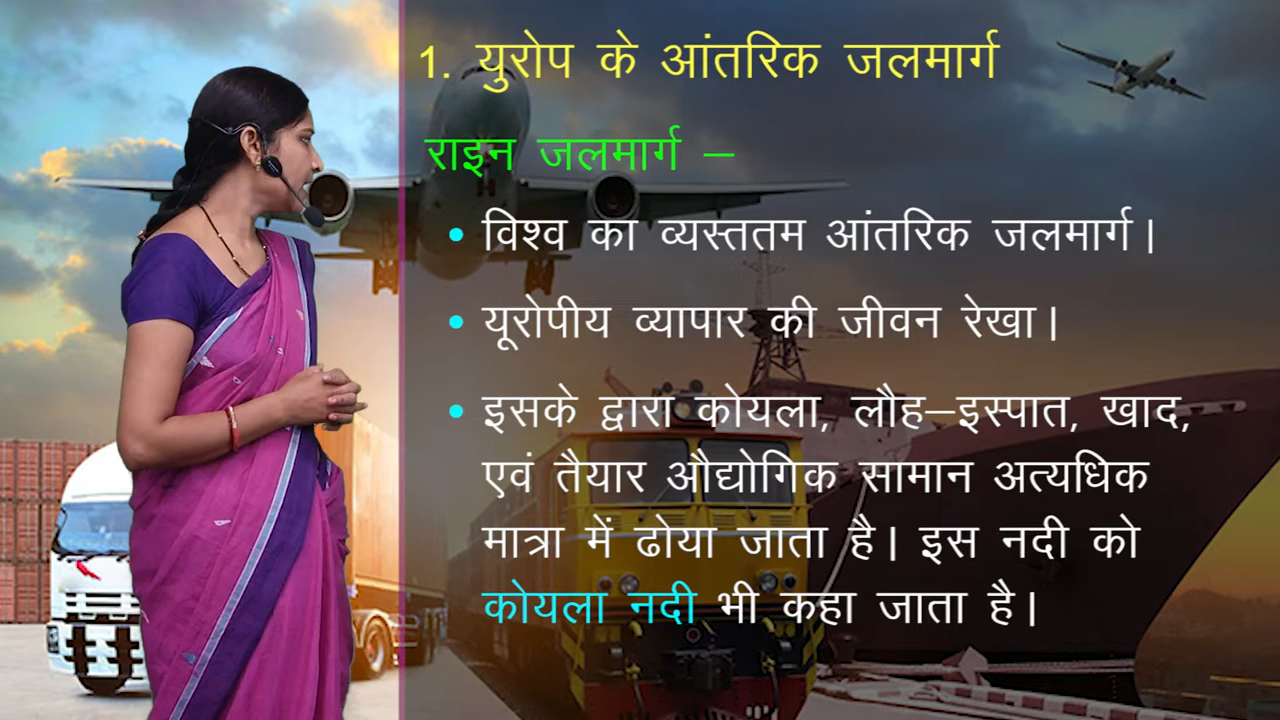 1. युरोप के आंतरिक जलमार्ग
राइन जलमार्ग –
• विश्व का व्यस्ततम आंतरिक जलमार्ग।
• यूरोपीय व्यापार की जीवन रेखा।
• इसके द्वारा कोयला, लौह–इस्पात, खाद,
एवं तैयार औद्योगिक सामान अत्यधिक
मात्रा में ढोया जाता है। इस नदी को
कोयला नदी भी कहा जाता है।